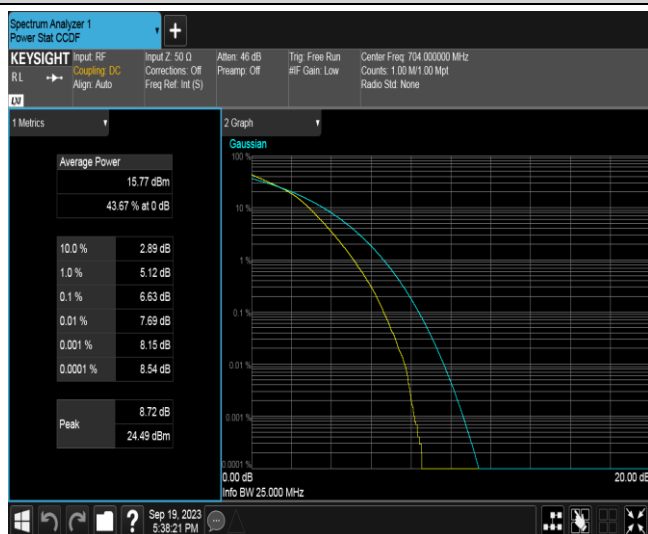 Spectrum Analyzer 1
Power Stat CCDF
+
KEYSIGHT
RL
LXI
Input: RF
Coupling: DC
Align: Auto
Input Z: 50 Ω
Corrections: Off
Freq Ref: Int (S)
Atten: 46 dB
Preamp: Off
Trig: Free Run
#IF Gain: Low
Center Freq: 704.000000 MHz
Counts: 1.00 M/1.00 Mpt
Radio Std: None
1 Metrics
Average Power
15.77 dBm
43.67 % at 0 dB
10.0 % 2.89 dB
1.0 % 5.12 dB
0.1 % 6.63 dB
0.01 % 7.69 dB
0.001 % 8.15 dB
0.0001 % 8.54 dB
Peak
8.72 dB
24.49 dBm
2 Graph
Gaussian
100 %
10 %
1 %
0.1 %
0.01 %
0.001 %
0.0001 %
0.00 dB
20.00 dB
Info BW 25.000 MHz
?
Sep 19, 2023
5:38:21 PM